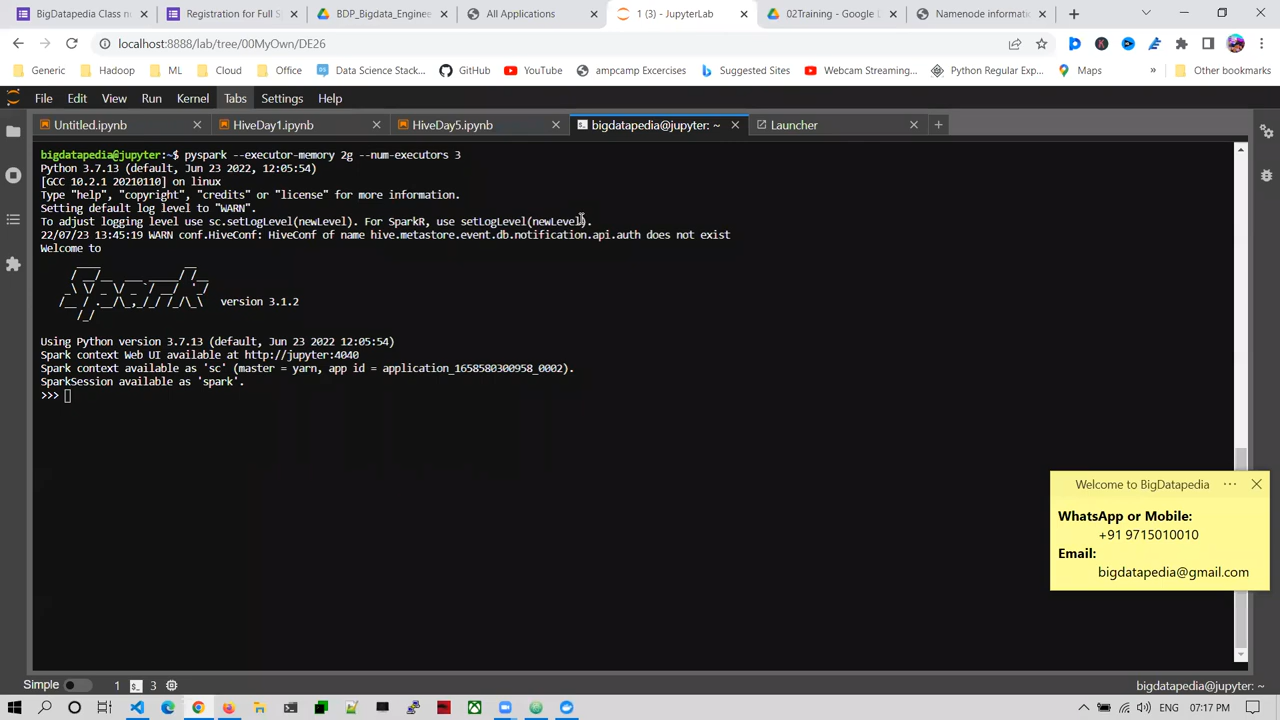 BigDatapedia Class n
Registration for Full S
BDP_Bigdata_Enginee
All Applications
1 (3) - JupyterLab
02Training - Google D
Namenode informatio
localhost:8888/lab/tree/00MyOwn/DE26
Generic
Hadoop
ML
Cloud
Office
Data Science Stack...
GitHub
YouTube
ampcamp Excercises
Suggested Sites
Webcam Streaming...
Python Regular Exp...
Maps
»
Other bookmarks
File Edit View Run Kernel Tabs Settings Help
Untitled.ipynb
HiveDay1.ipynb
HiveDay5.ipynb
bigdatapedia@jupyter: ~
Launcher
bigdatapedia@jupyter:~$ pyspark --executor-memory 2g --num-executors 3
Python 3.7.13 (default, Jun 23 2022, 12:05:54)
[GCC 10.2.1 20210110] on linux
Type "help", "copyright", "credits" or "license" for more information.
Setting default log level to "WARN".
To adjust logging level use sc.setLogLevel(newLevel). For SparkR, use setLogLevel(newLevel).
22/07/23 13:45:19 WARN conf.HiveConf: HiveConf of name hive.metastore.event.db.notification.api.auth does not exist
Welcome to
Spark version 3.1.2
Using Python version 3.7.13 (default, Jun 23 2022 12:05:54)
Spark context Web UI available at http://jupyter:4040
Spark context available as 'sc' (master = yarn, app id = application_1658580300958_0002).
SparkSession available as 'spark'.
>>>
Welcome to BigDatapedia
WhatsApp or Mobile:
+91 9715010010
Email:
bigdatapedia@gmail.com
Simple
1
3
bigdatapedia@jupyter: ~
ENG
07:17 PM